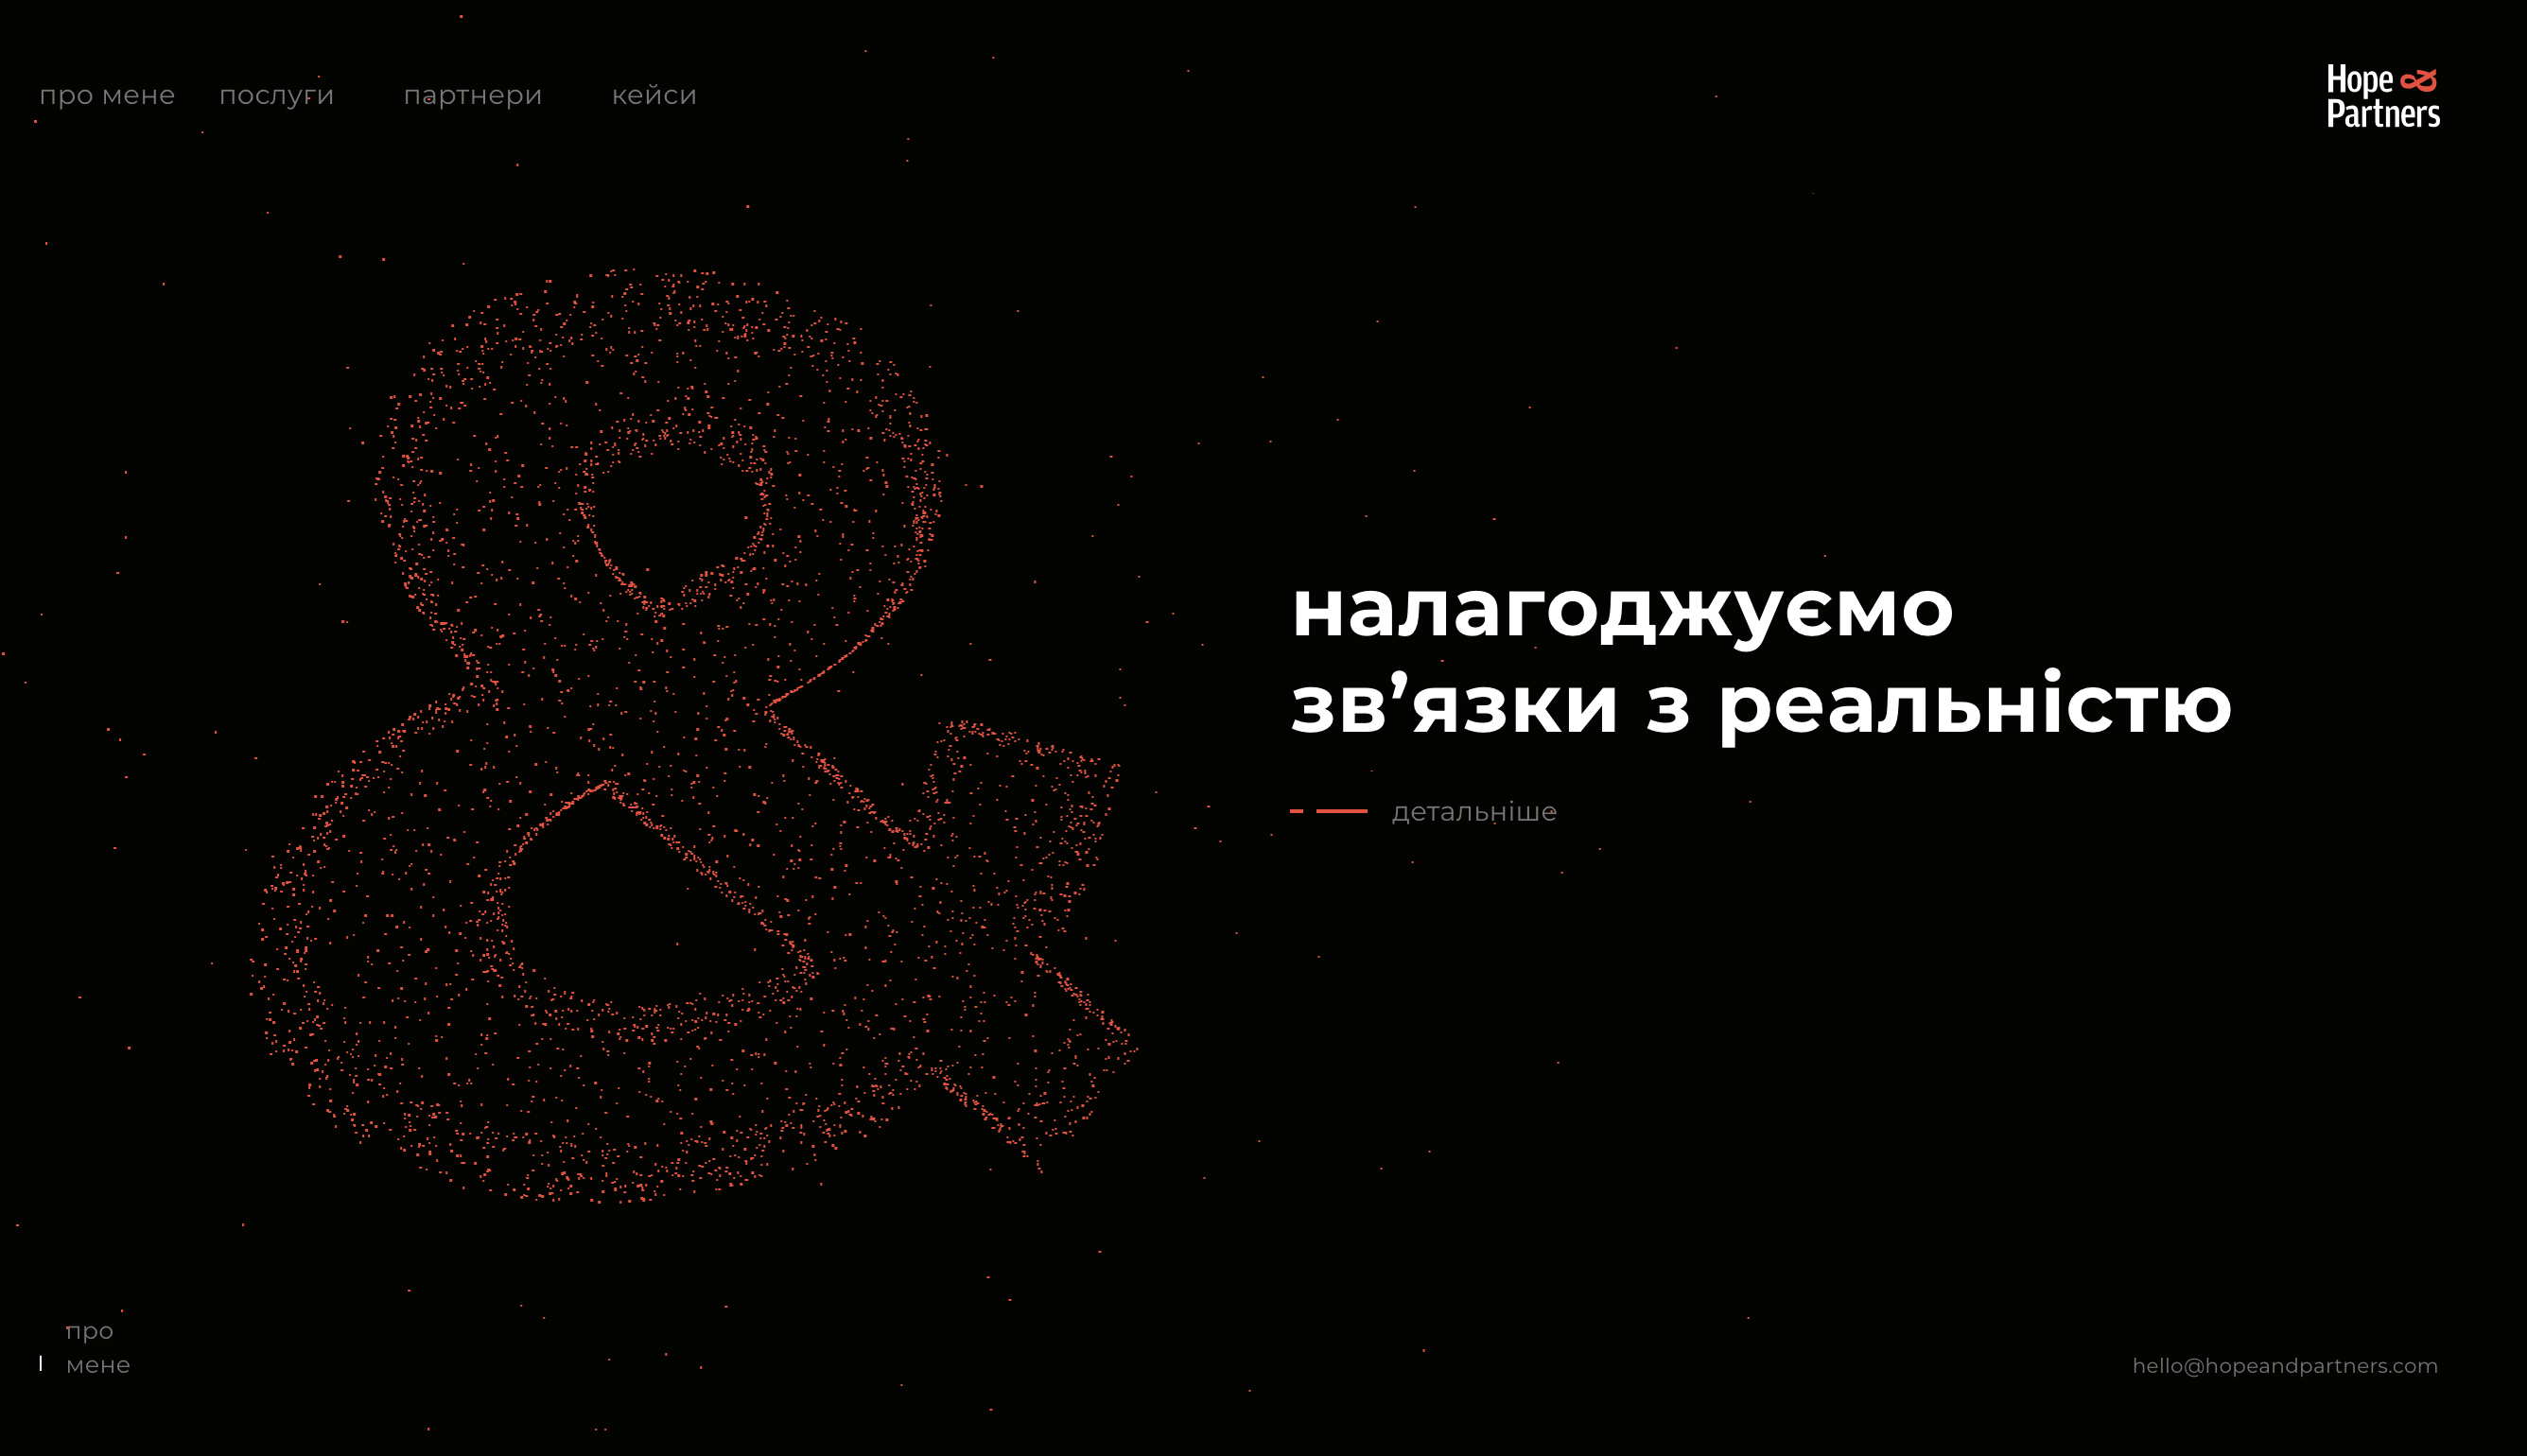 про мене послуги партнери кейси
Hope &
Partners
&
налагоджуємо
зв’язки з реальністю
детальніше
про
мене
hello@hopeandpartners.com